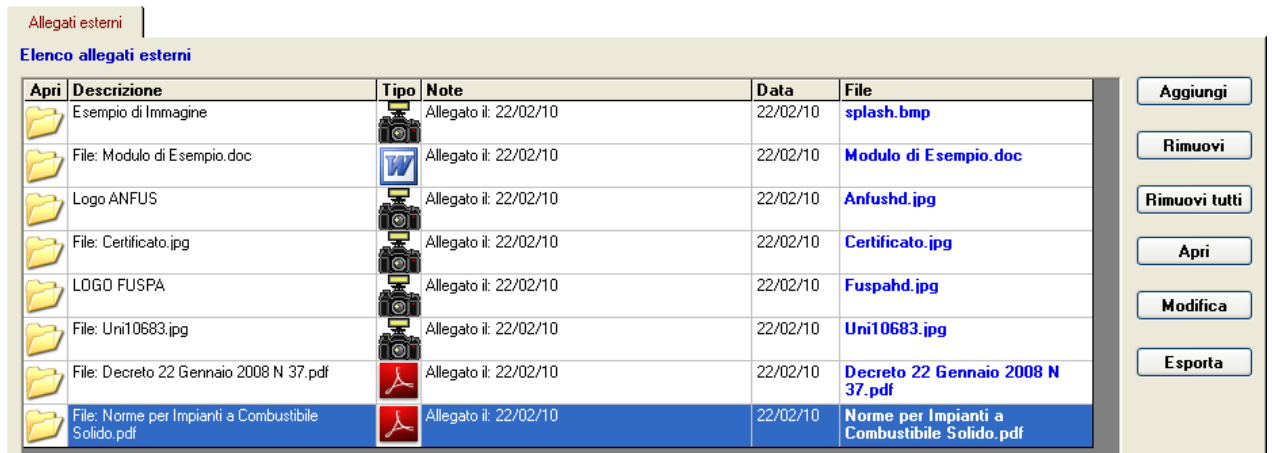 Allegati esterni
Elenco allegati esterni
Apri Descrizione Tipo Note Data File
Esempio di Immagine Allegato il: 22/02/10 22/02/10 splash.bmp
File: Modulo di Esempio.doc W Allegato il: 22/02/10 22/02/10 Modulo di Esempio.doc
Logo ANFUS Allegato il: 22/02/10 22/02/10 Anfushd.jpg
File: Certificato.jpg Allegato il: 22/02/10 22/02/10 Certificato.jpg
LOGO FUSPA Allegato il: 22/02/10 22/02/10 Fuspahd.jpg
File: Uni10683.jpg Allegato il: 22/02/10 22/02/10 Uni10683.jpg
File: Decreto 22 Gennaio 2008 N 37.pdf Allegato il: 22/02/10 22/02/10 Decreto 22 Gennaio 2008 N
37.pdf
File: Norme per Impianti a Combustibile Allegato il: 22/02/10 22/02/10 Norme per Impianti a
Solido.pdf Combustibile Solido.pdf
Aggiungi
Rimuovi
Rimuovi tutti
Apri
Modifica
Esporta